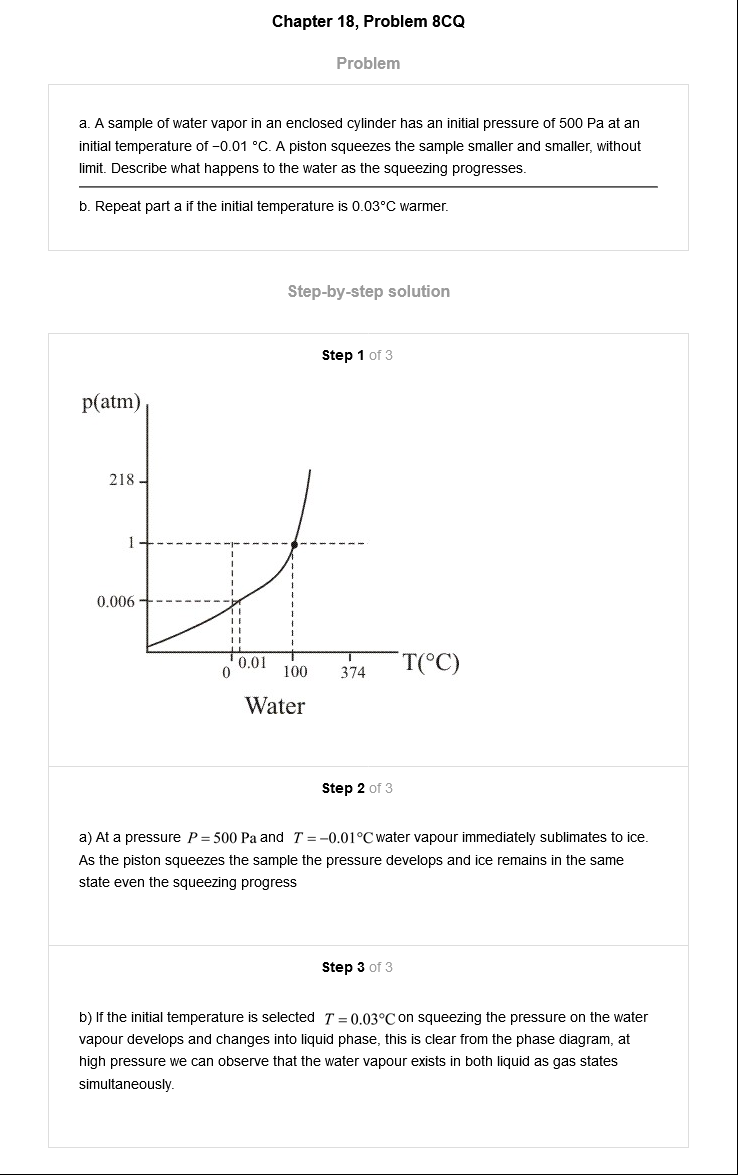 Chapter 18, Problem 8CQ
Problem
a. A sample of water vapor in an enclosed cylinder has an initial pressure of 500 Pa at an
initial temperature of −0.01 °C. A piston squeezes the sample smaller and smaller, without
limit. Describe what happens to the water as the squeezing progresses.
b. Repeat part a if the initial temperature is 0.03°C warmer.
Step-by-step solution
Step 1 of 3
p(atm)
218
1
0.006
0
0.01
100
374
T(°C)
Water
Step 2 of 3
a) At a pressure P = 500 Pa and T = −0.01°C water vapour immediately sublimates to ice.
As the piston squeezes the sample the pressure develops and ice remains in the same
state even the squeezing progress
Step 3 of 3
b) If the initial temperature is selected T = 0.03°C on squeezing the pressure on the water
vapour develops and changes into liquid phase, this is clear from the phase diagram, at
high pressure we can observe that the water vapour exists in both liquid as gas states
simultaneously.